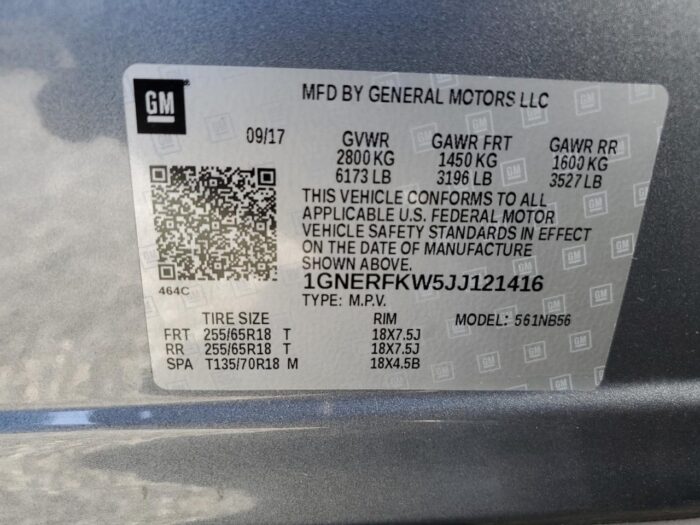 GM
MFD BY GENERAL MOTORS LLC
09/17 GVWR GAWR FRT GAWR RR
2800 KG 1450 KG 1600 KG
6173 LB 3196 LB 3527 LB
THIS VEHICLE CONFORMS TO ALL
APPLICABLE U.S. FEDERAL MOTOR
VEHICLE SAFETY STANDARDS IN EFFECT
ON THE DATE OF MANUFACTURE
SHOWN ABOVE.
464C
1GNERFKW5JJ121416
TYPE: M.P.V.
TIRE SIZE RIM MODEL: 561NB56
FRT 255/65R18 T 18X7.5J
RR 255/65R18 T 18X7.5J
SPA T135/70R18 M 18X4.5B